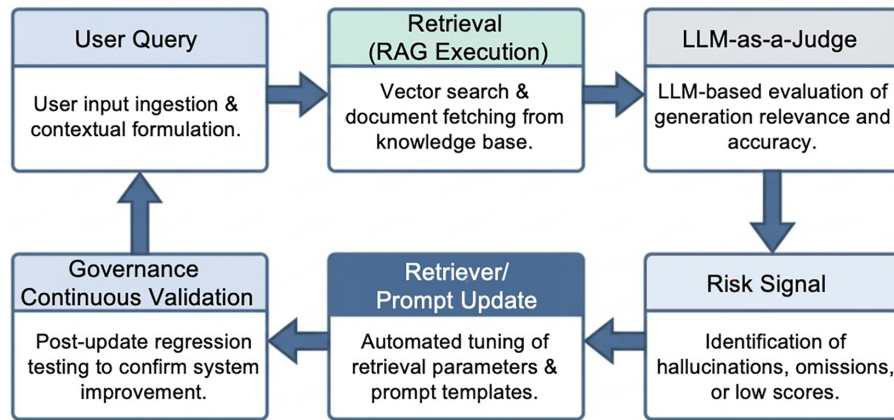 User Query
User input ingestion &
contextual formulation.
Retrieval
(RAG Execution)
Vector search &
document fetching from
knowledge base.
LLM-as-a-Judge
LLM-based evaluation of
generation relevance and
accuracy.
Risk Signal
Identification of
hallucinations, omissions,
or low scores.
Retriever/
Prompt Update
Automated tuning of
retrieval parameters &
prompt templates.
Governance
Continuous Validation
Post-update regression
testing to confirm system
improvement.